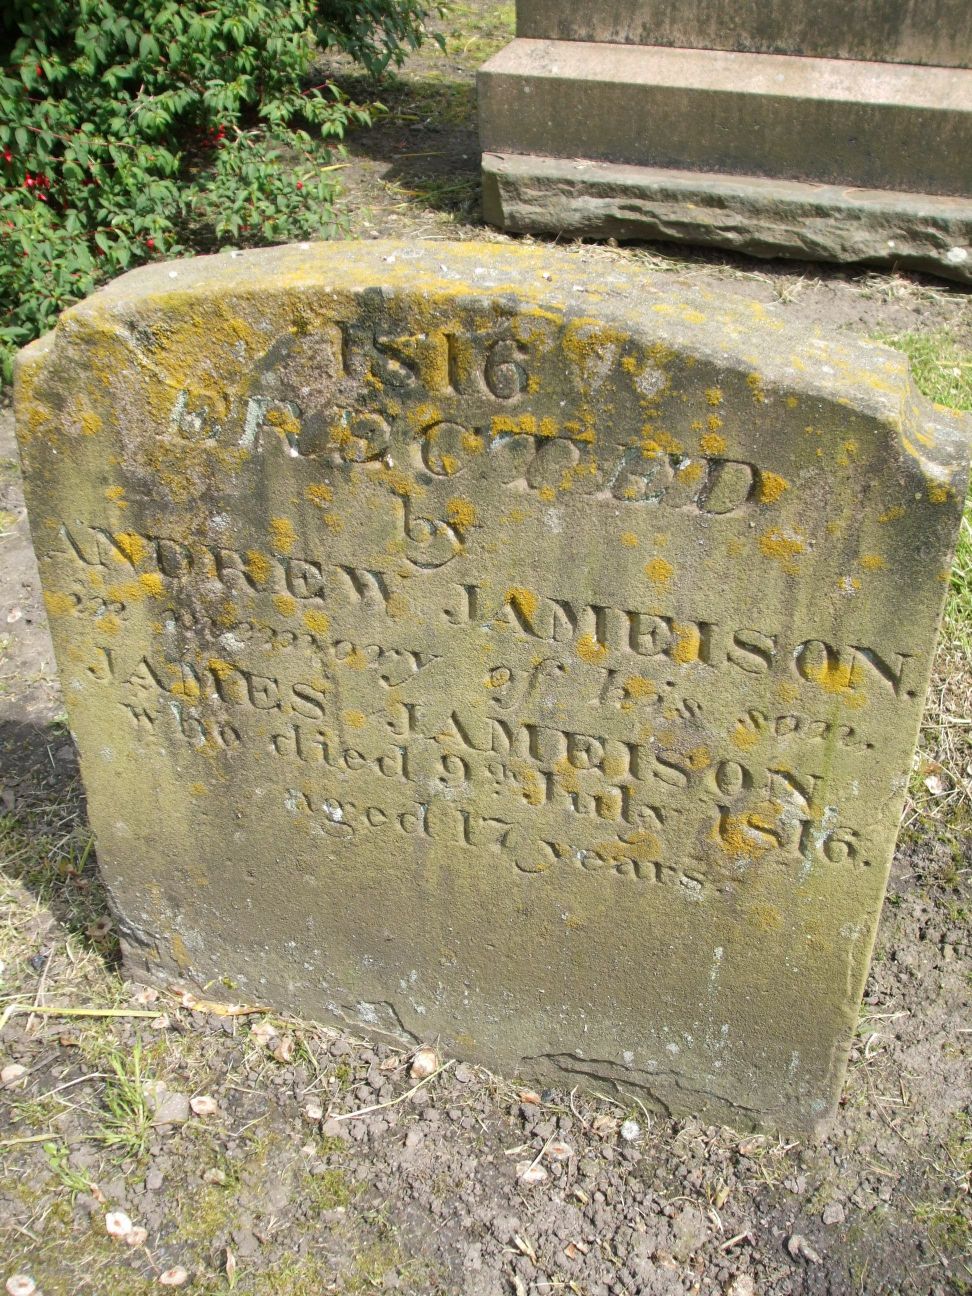 1816
ERECTED
by
ANDREW JAMEISON
in memory of his son.
JAMES JAMEISON
who died 9th July 1816.
aged 17 years.